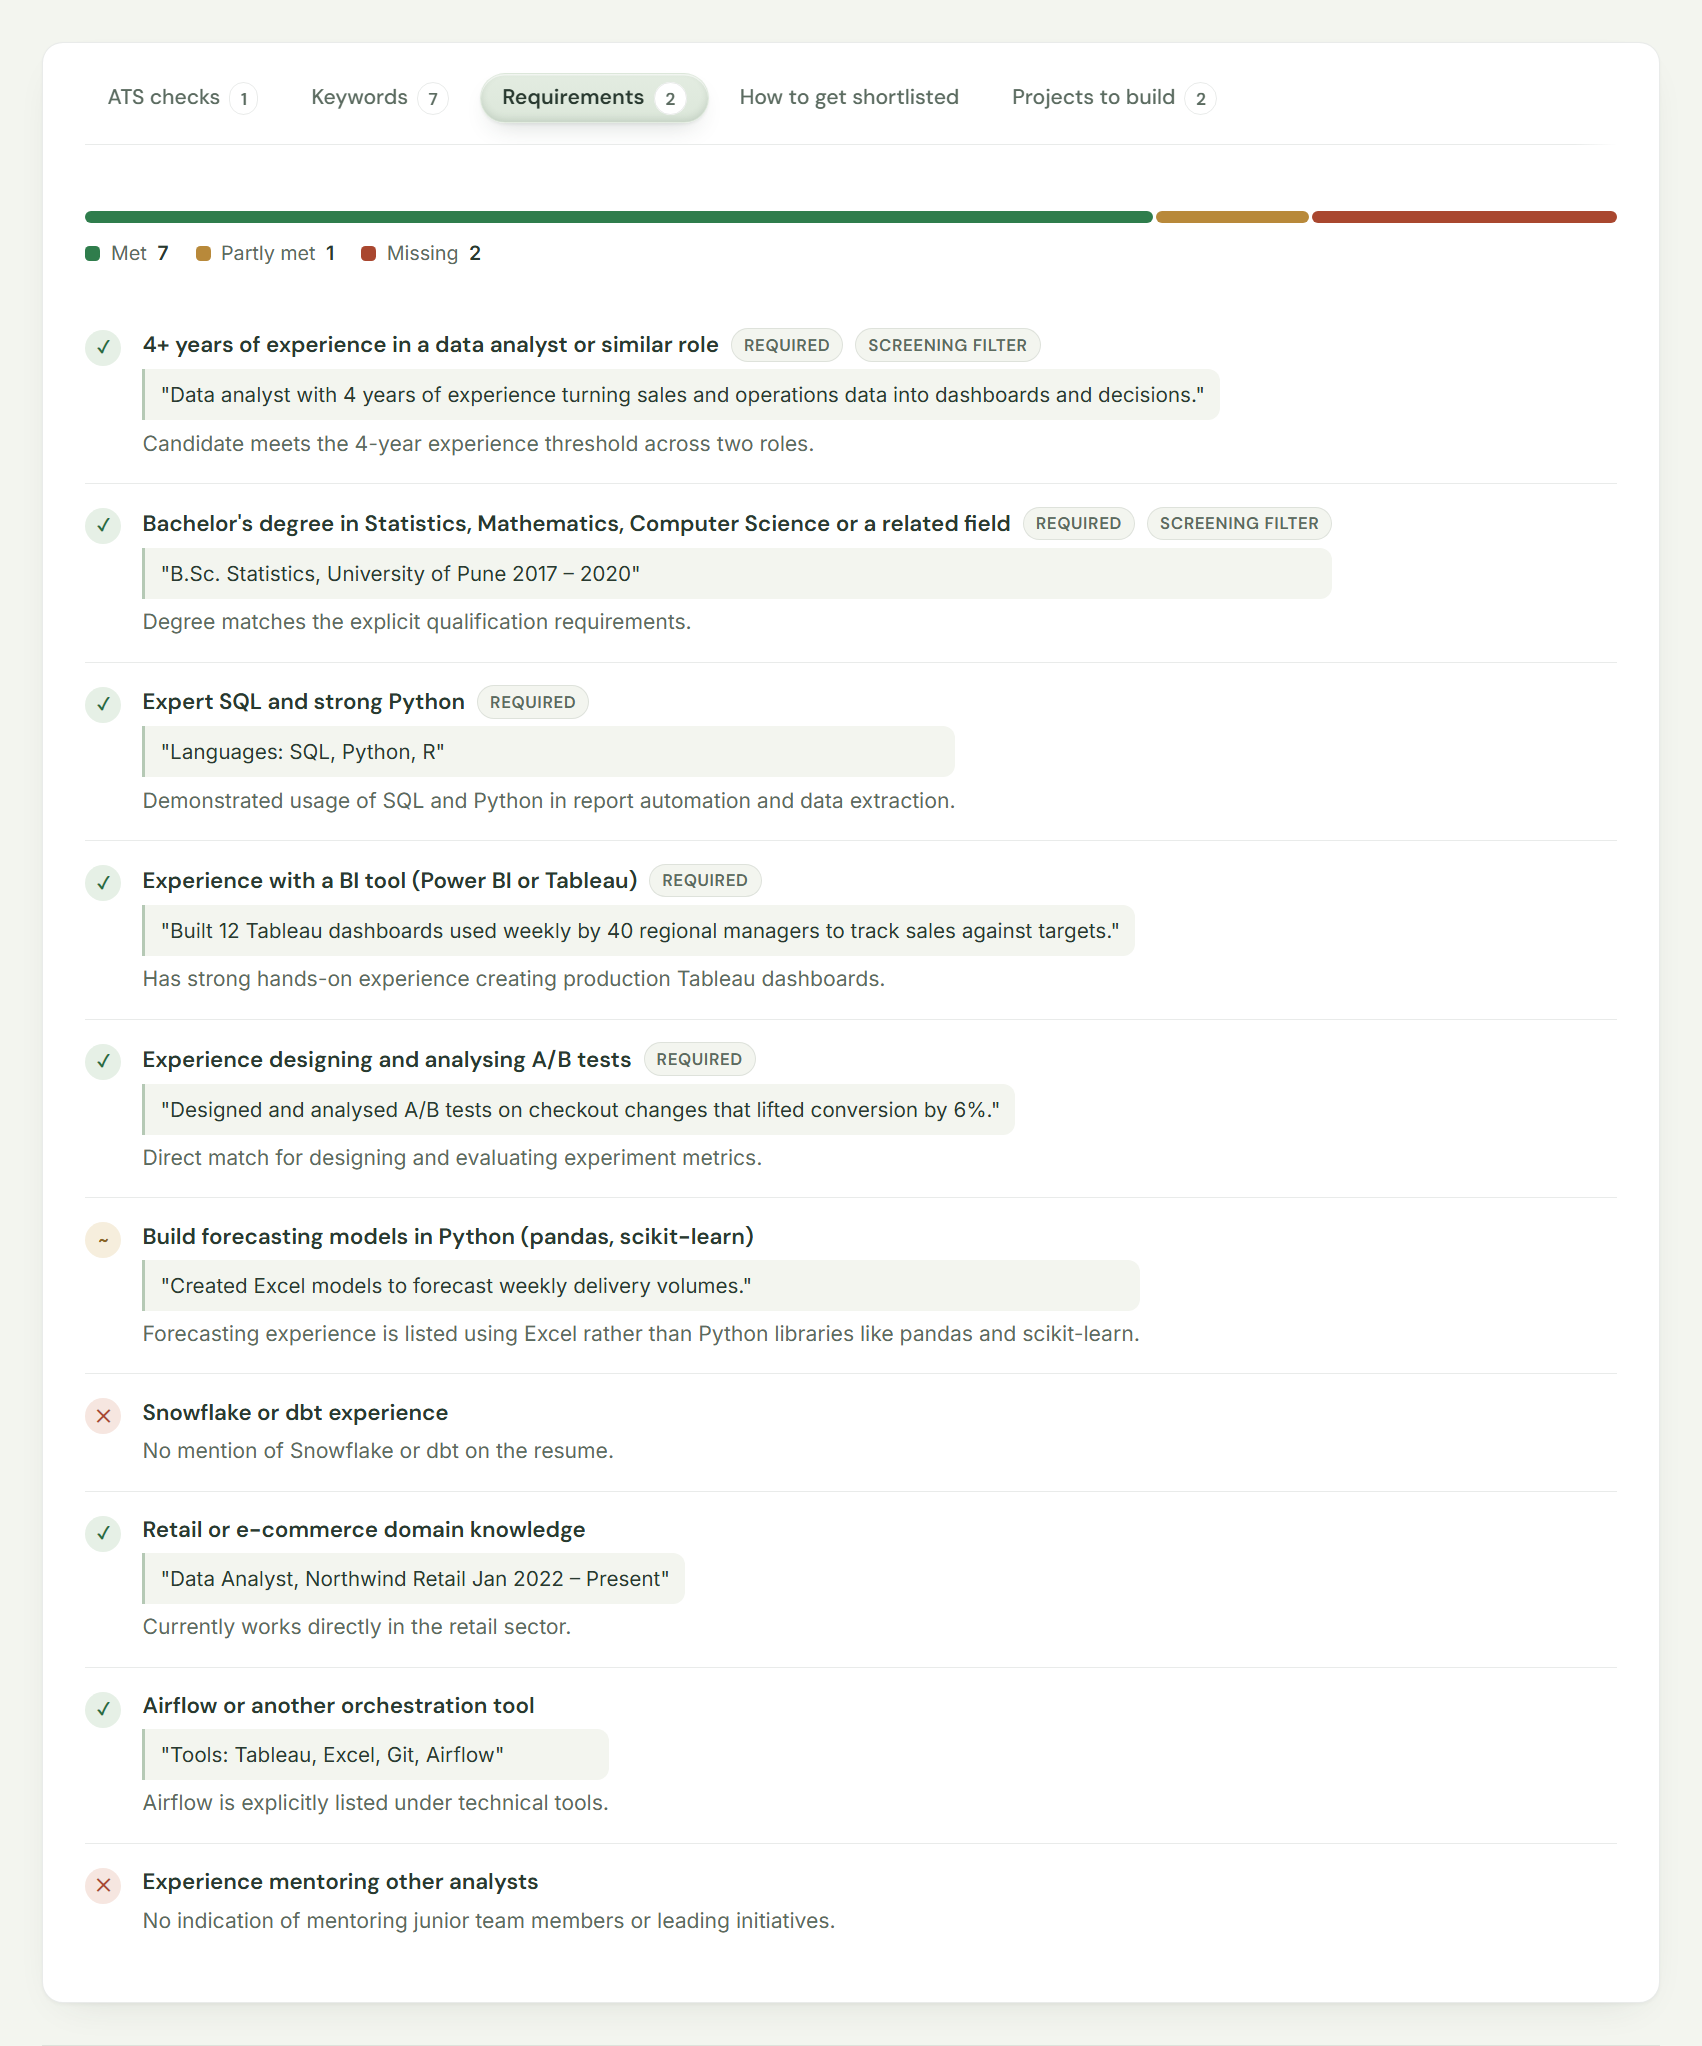 ATS checks 1 Keywords 7 Requirements 2 How to get shortlisted Projects to build 2
Met 7 Partly met 1 Missing 2
✓ 4+ years of experience in a data analyst or similar role REQUIRED SCREENING FILTER
"Data analyst with 4 years of experience turning sales and operations data into dashboards and decisions."
Candidate meets the 4-year experience threshold across two roles.
✓ Bachelor's degree in Statistics, Mathematics, Computer Science or a related field REQUIRED SCREENING FILTER
"B.Sc. Statistics, University of Pune 2017 – 2020"
Degree matches the explicit qualification requirements.
✓ Expert SQL and strong Python REQUIRED
"Languages: SQL, Python, R"
Demonstrated usage of SQL and Python in report automation and data extraction.
✓ Experience with a BI tool (Power BI or Tableau) REQUIRED
"Built 12 Tableau dashboards used weekly by 40 regional managers to track sales against targets."
Has strong hands-on experience creating production Tableau dashboards.
✓ Experience designing and analysing A/B tests REQUIRED
"Designed and analysed A/B tests on checkout changes that lifted conversion by 6%."
Direct match for designing and evaluating experiment metrics.
~ Build forecasting models in Python (pandas, scikit-learn)
"Created Excel models to forecast weekly delivery volumes."
Forecasting experience is listed using Excel rather than Python libraries like pandas and scikit-learn.
✕ Snowflake or dbt experience
No mention of Snowflake or dbt on the resume.
✓ Retail or e-commerce domain knowledge
"Data Analyst, Northwind Retail Jan 2022 – Present"
Currently works directly in the retail sector.
✓ Airflow or another orchestration tool
"Tools: Tableau, Excel, Git, Airflow"
Airflow is explicitly listed under technical tools.
✕ Experience mentoring other analysts
No indication of mentoring junior team members or leading initiatives.